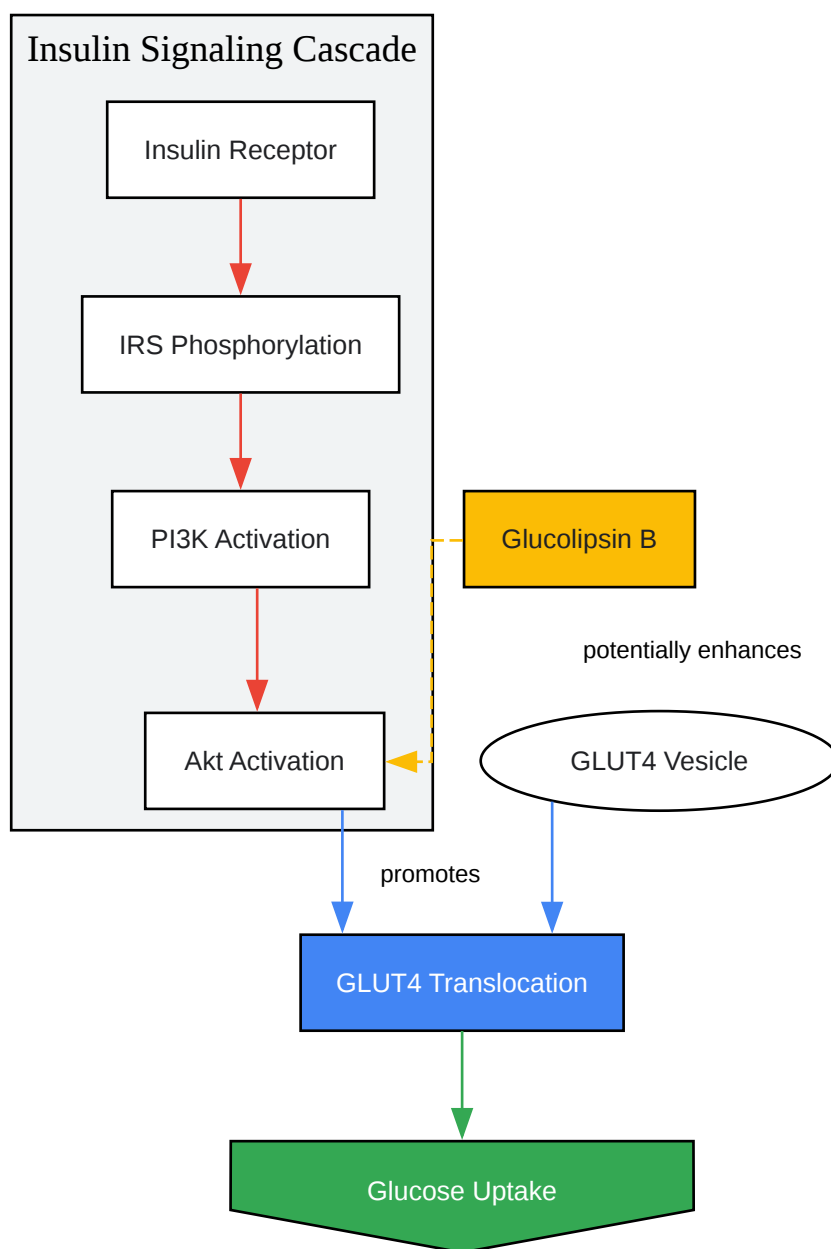 Insulin Signaling Cascade
Insulin Receptor
IRS Phosphorylation
PI3K Activation
Glucolipsin B
potentially enhances
Akt Activation
GLUT4 Vesicle
promotes
GLUT4 Translocation
Glucose Uptake